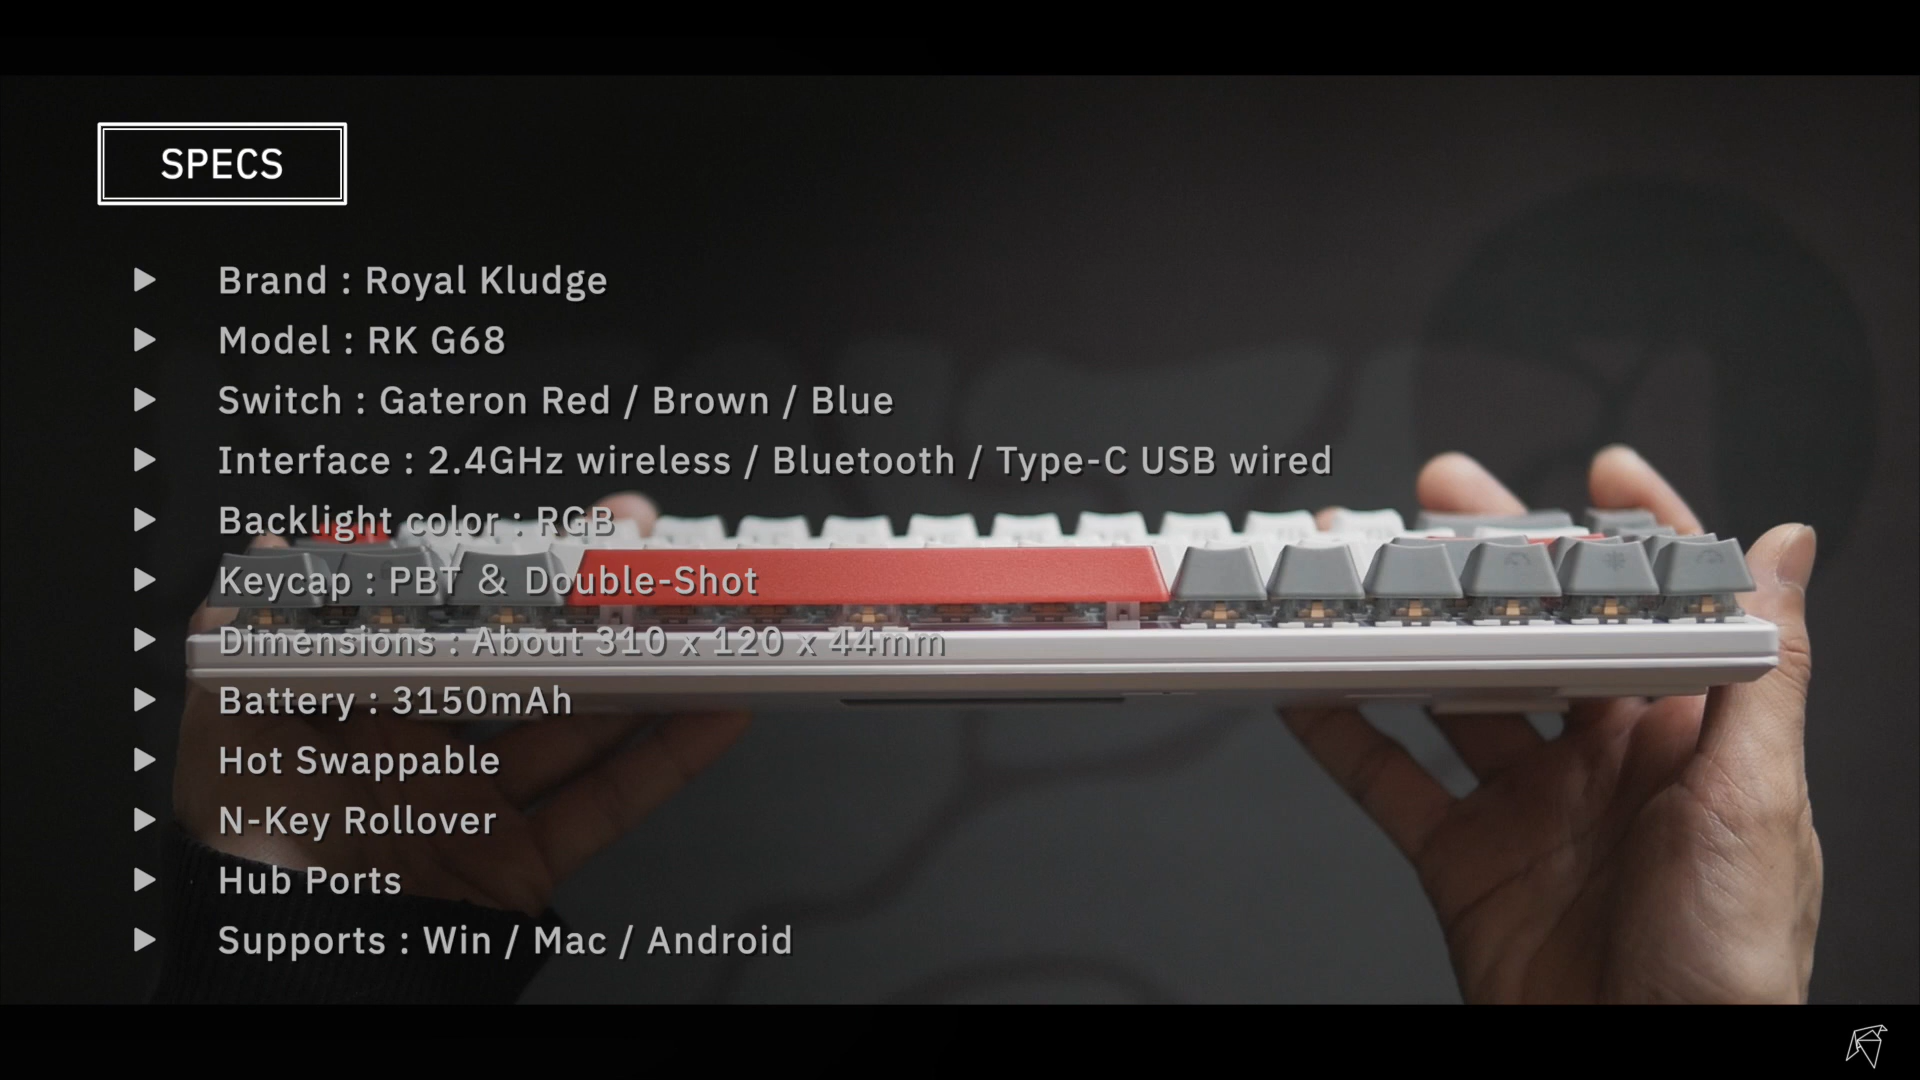 SPECS
Brand : Royal Kludge
Model : RK G68
Switch : Gateron Red / Brown / Blue
Interface : 2.4GHz wireless / Bluetooth / Type-C USB wired
Backlight color : RGB
Keycap : PBT & Double-Shot
Dimensions : About 310 x 120 x 44mm
Battery : 3150mAh
Hot Swappable
N-Key Rollover
Hub Ports
Supports : Win / Mac / Android